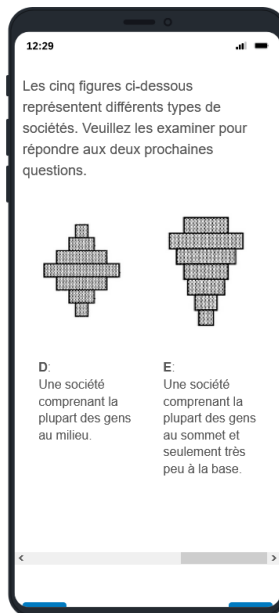 12:29
Les cinq figures ci-dessous
représentent différents types de
sociétés. Veuillez les examiner pour
répondre aux deux prochaines
questions.
D:
Une société
comprenant la
plupart des gens
au milieu.
E:
Une société
comprenant la
plupart des gens
au sommet et
seulement très
peu à la base.